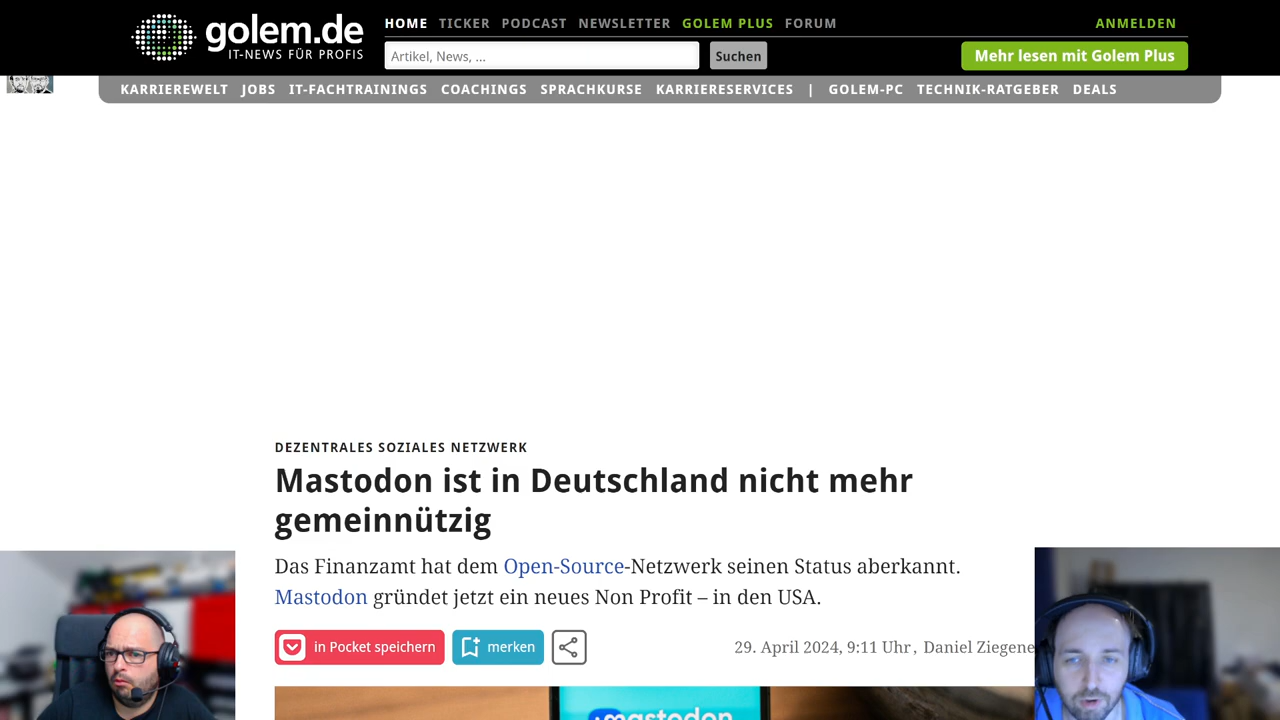 golem.de
IT-NEWS FÜR PROFIS
HOME TICKER PODCAST NEWSLETTER GOLEM PLUS FORUM
ANMELDEN
Artikel, News, ...
Suchen
Mehr lesen mit Golem Plus
KARRIEREWELT JOBS IT-FACHTRAININGS COACHINGS SPRACHKURSE KARRIERESERVICES | GOLEM-PC TECHNIK-RATGEBER DEALS
DEZENTRALES SOZIALES NETZWERK
Mastodon ist in Deutschland nicht mehr
gemeinnützig
Das Finanzamt hat dem Open-Source-Netzwerk seinen Status aberkannt.
Mastodon gründet jetzt ein neues Non Profit – in den USA.
in Pocket speichern
merken
29. April 2024, 9:11 Uhr, Daniel Ziegene
mastodon